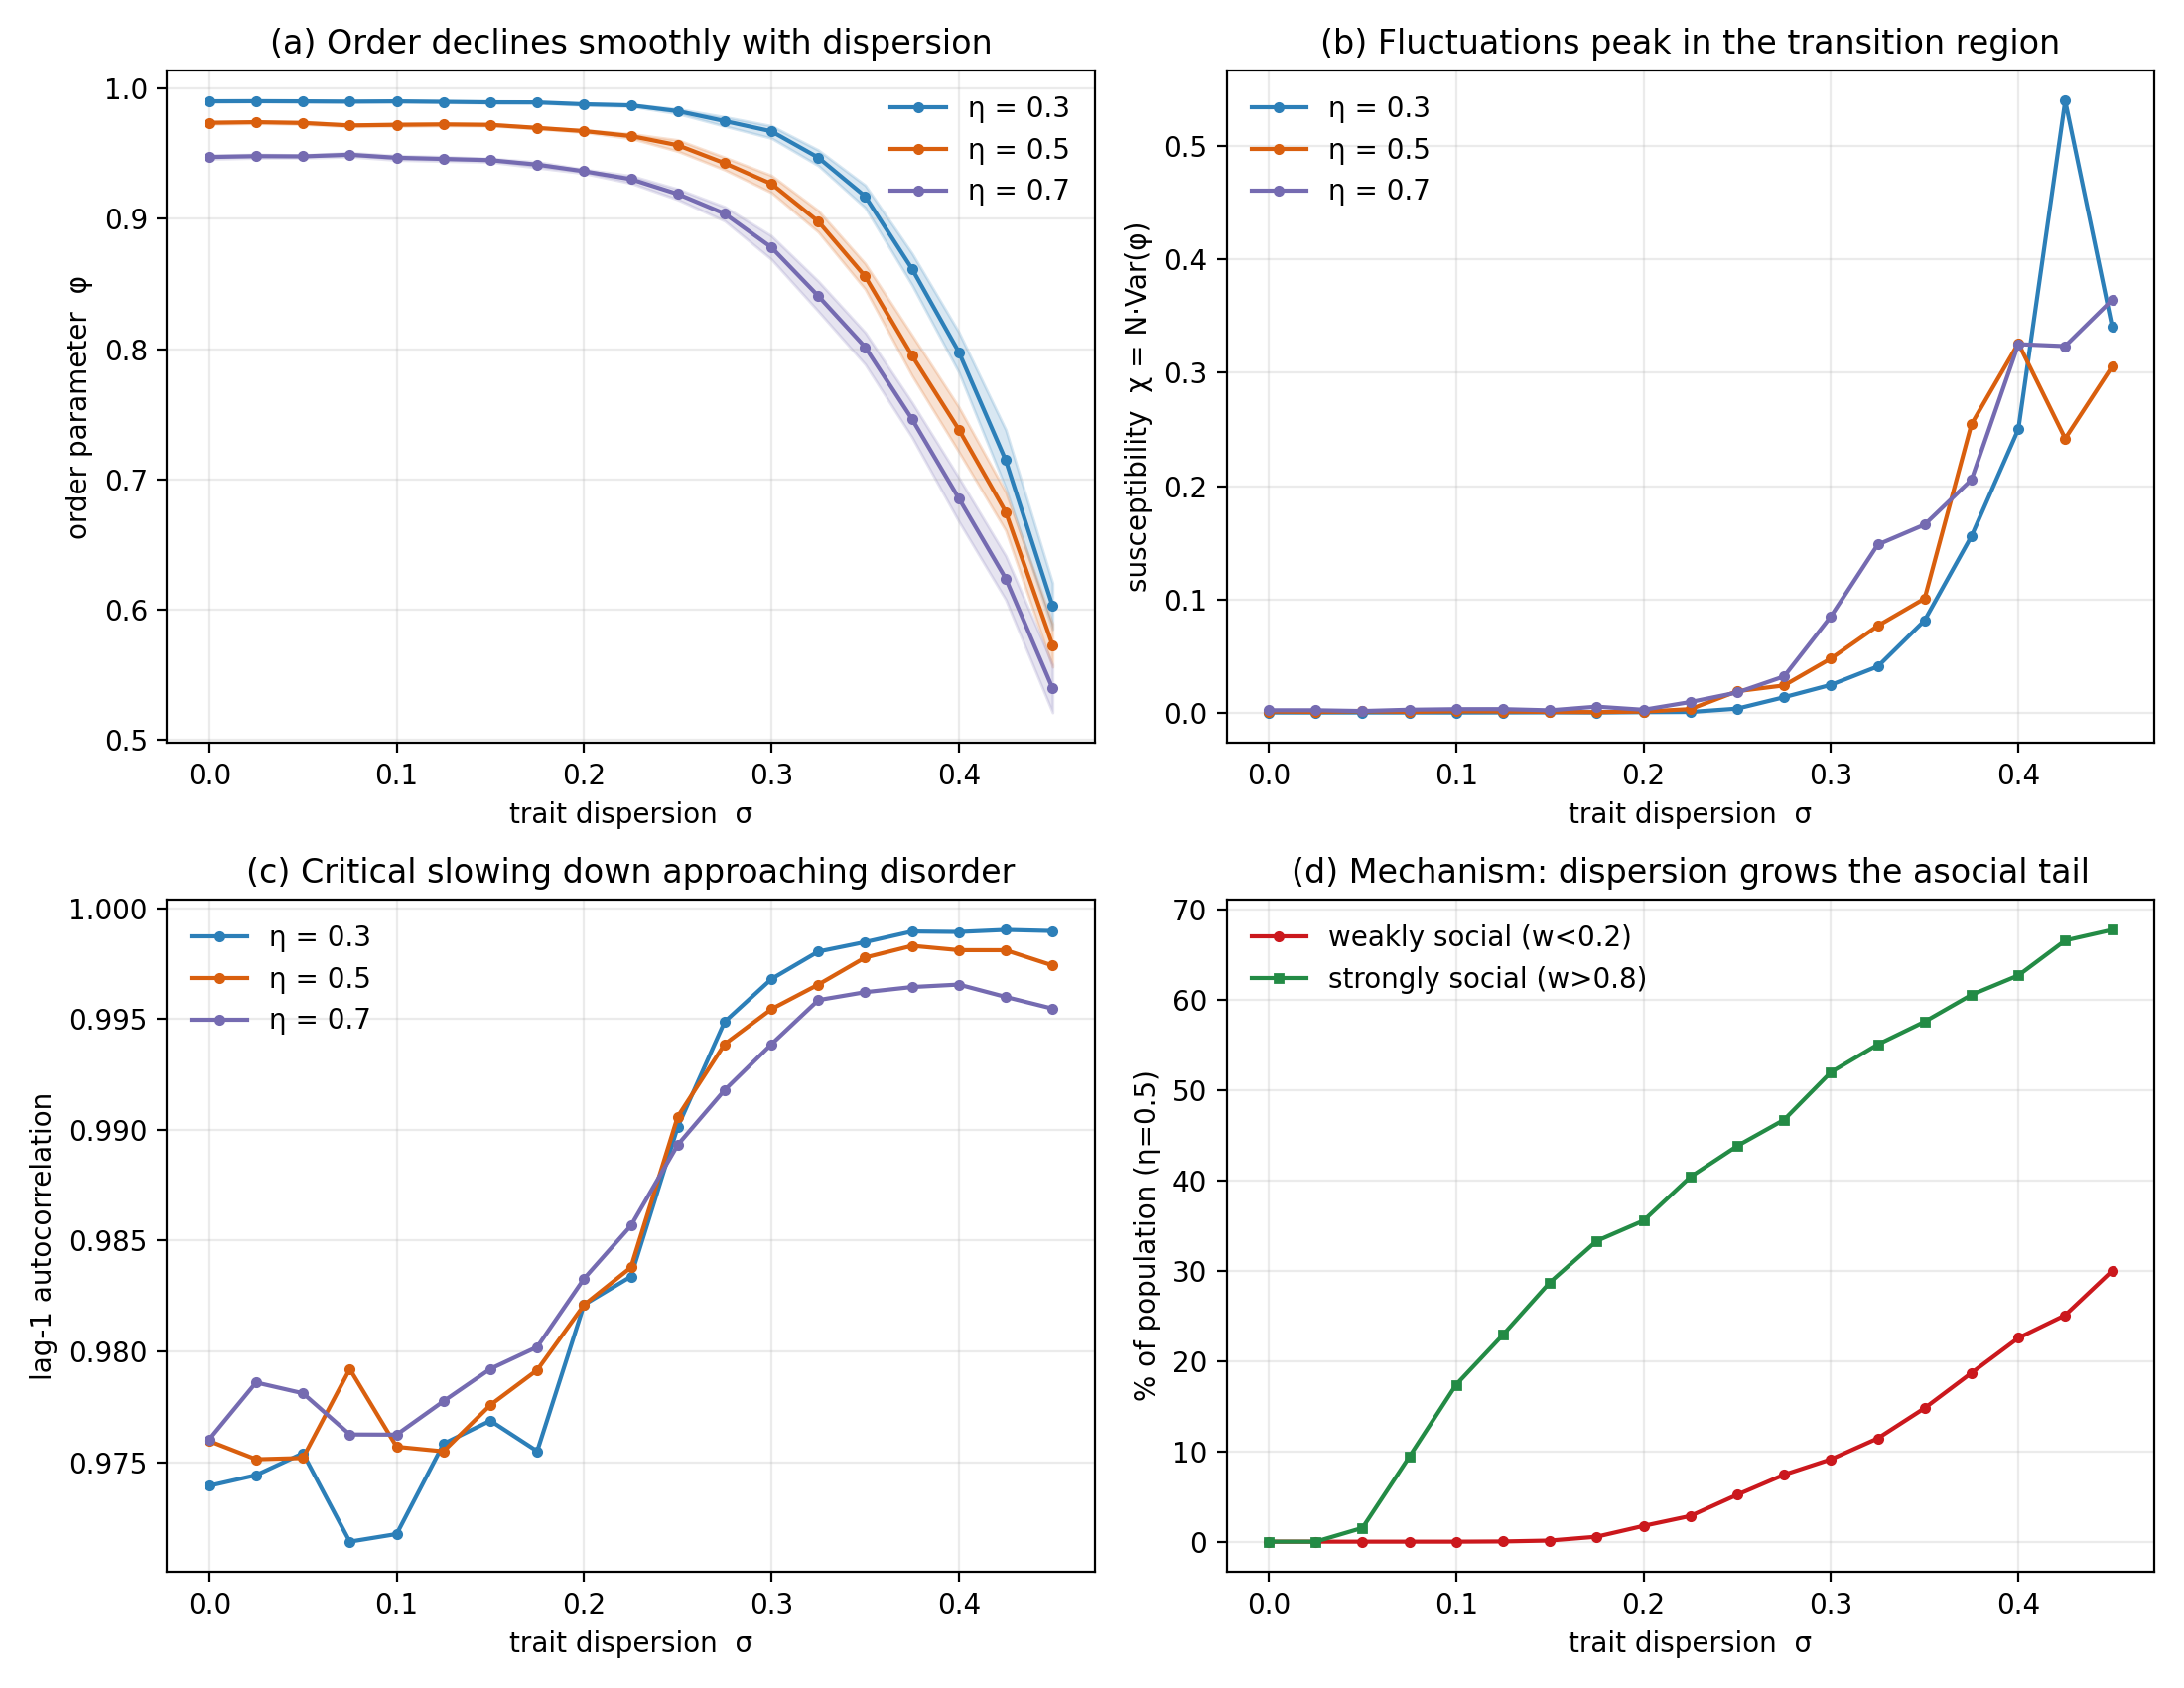 (a) Order declines smoothly with dispersion
order parameter φ
1.0
0.9
0.8
0.7
0.6
0.5
η = 0.3
η = 0.5
η = 0.7
0.0 0.1 0.2 0.3 0.4
trait dispersion σ
(b) Fluctuations peak in the transition region
susceptibility χ = N·Var(φ)
0.5
0.4
0.3
0.2
0.1
0.0
η = 0.3
η = 0.5
η = 0.7
0.0 0.1 0.2 0.3 0.4
trait dispersion σ
(c) Critical slowing down approaching disorder
lag-1 autocorrelation
1.000
0.995
0.990
0.985
0.980
0.975
η = 0.3
η = 0.5
η = 0.7
0.0 0.1 0.2 0.3 0.4
trait dispersion σ
(d) Mechanism: dispersion grows the asocial tail
% of population (η=0.5)
70
60
50
40
30
20
10
0
weakly social (w<0.2)
strongly social (w>0.8)
0.0 0.1 0.2 0.3 0.4
trait dispersion σ